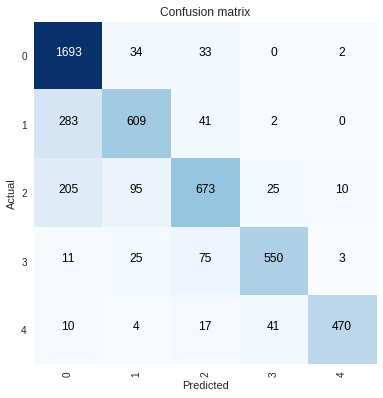 Confusion matrix
0 1693 34 33 0 2
1 283 609 41 2 0
2 205 95 673 25 10
3 11 25 75 550 3
4 10 4 17 41 470
Actual
0 1 2 3 4
Predicted